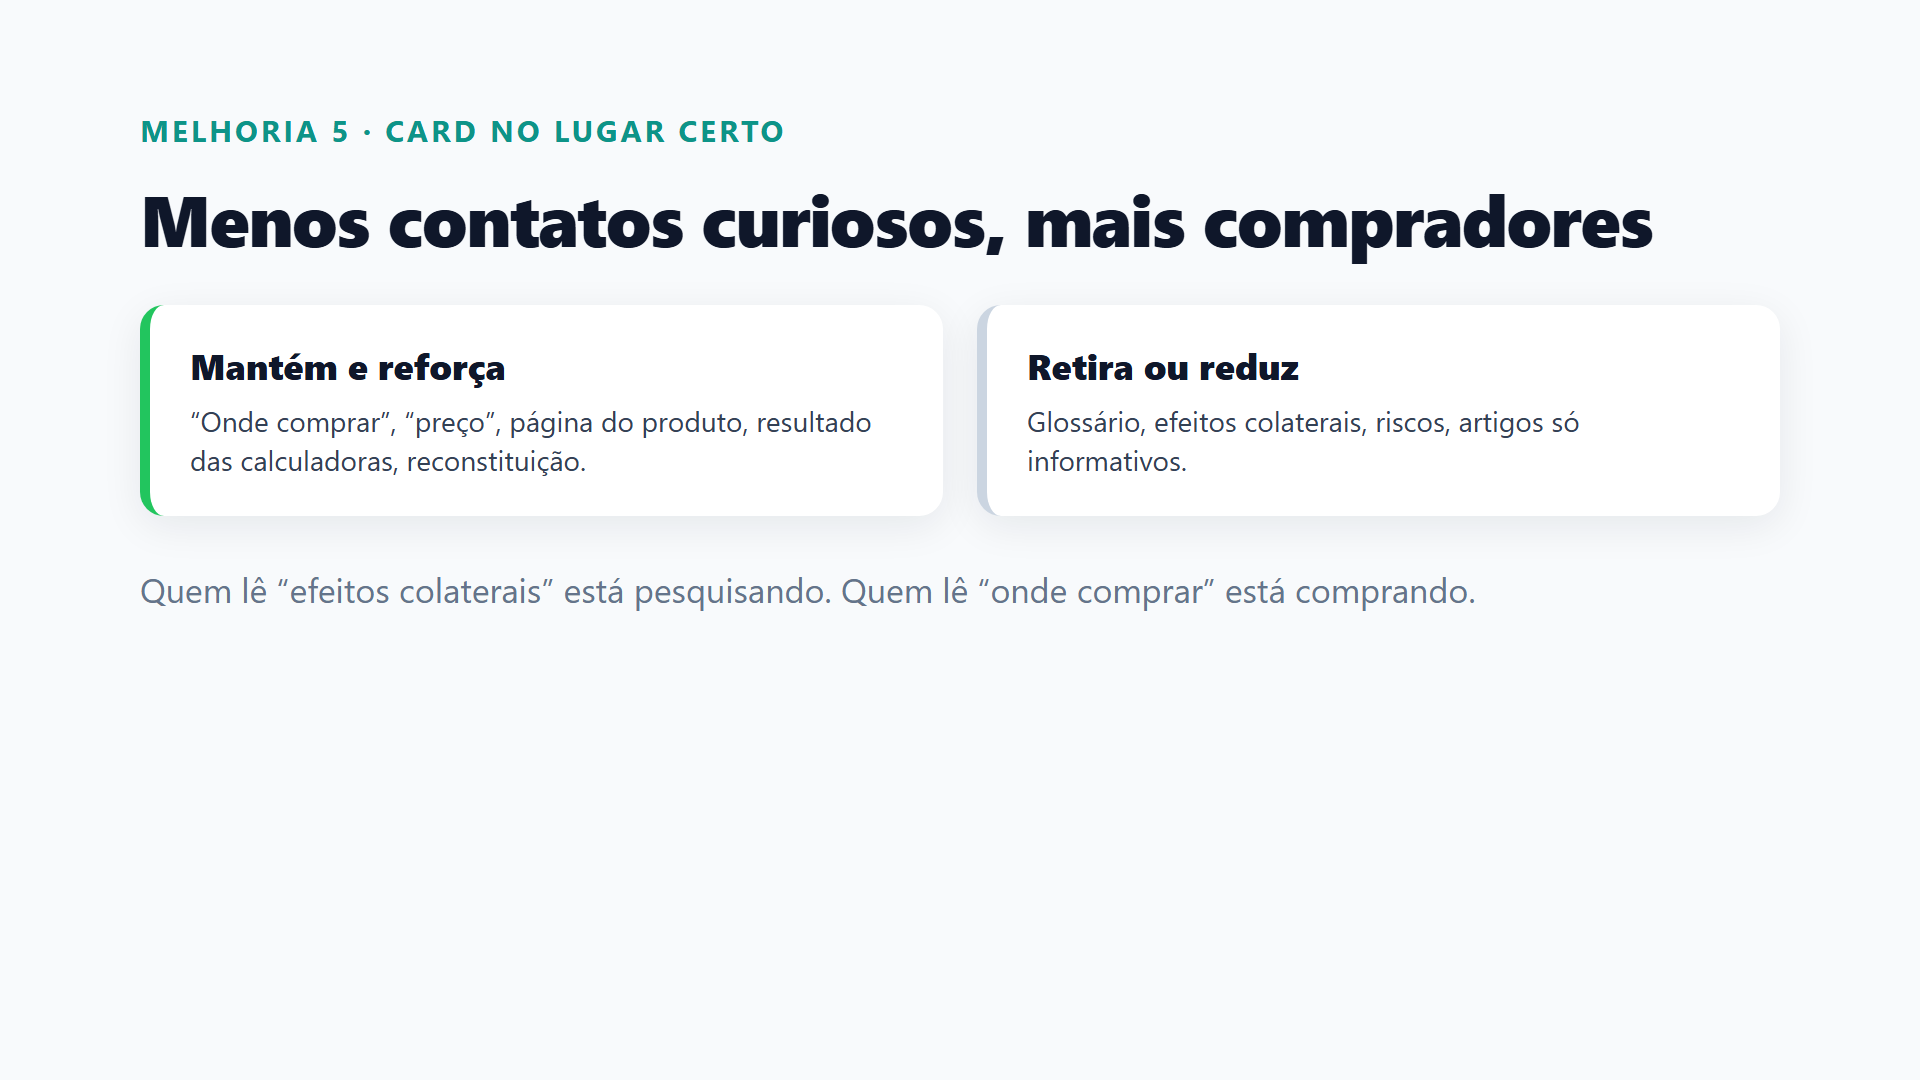 MELHORIA 5 · CARD NO LUGAR CERTO
Menos contatos curiosos, mais compradores
Mantém e reforça
“Onde comprar”, “preço”, página do produto, resultado
das calculadoras, reconstituição.
Retira ou reduz
Glossário, efeitos colaterais, riscos, artigos só
informativos.
Quem lê “efeitos colaterais” está pesquisando. Quem lê “onde comprar” está comprando.